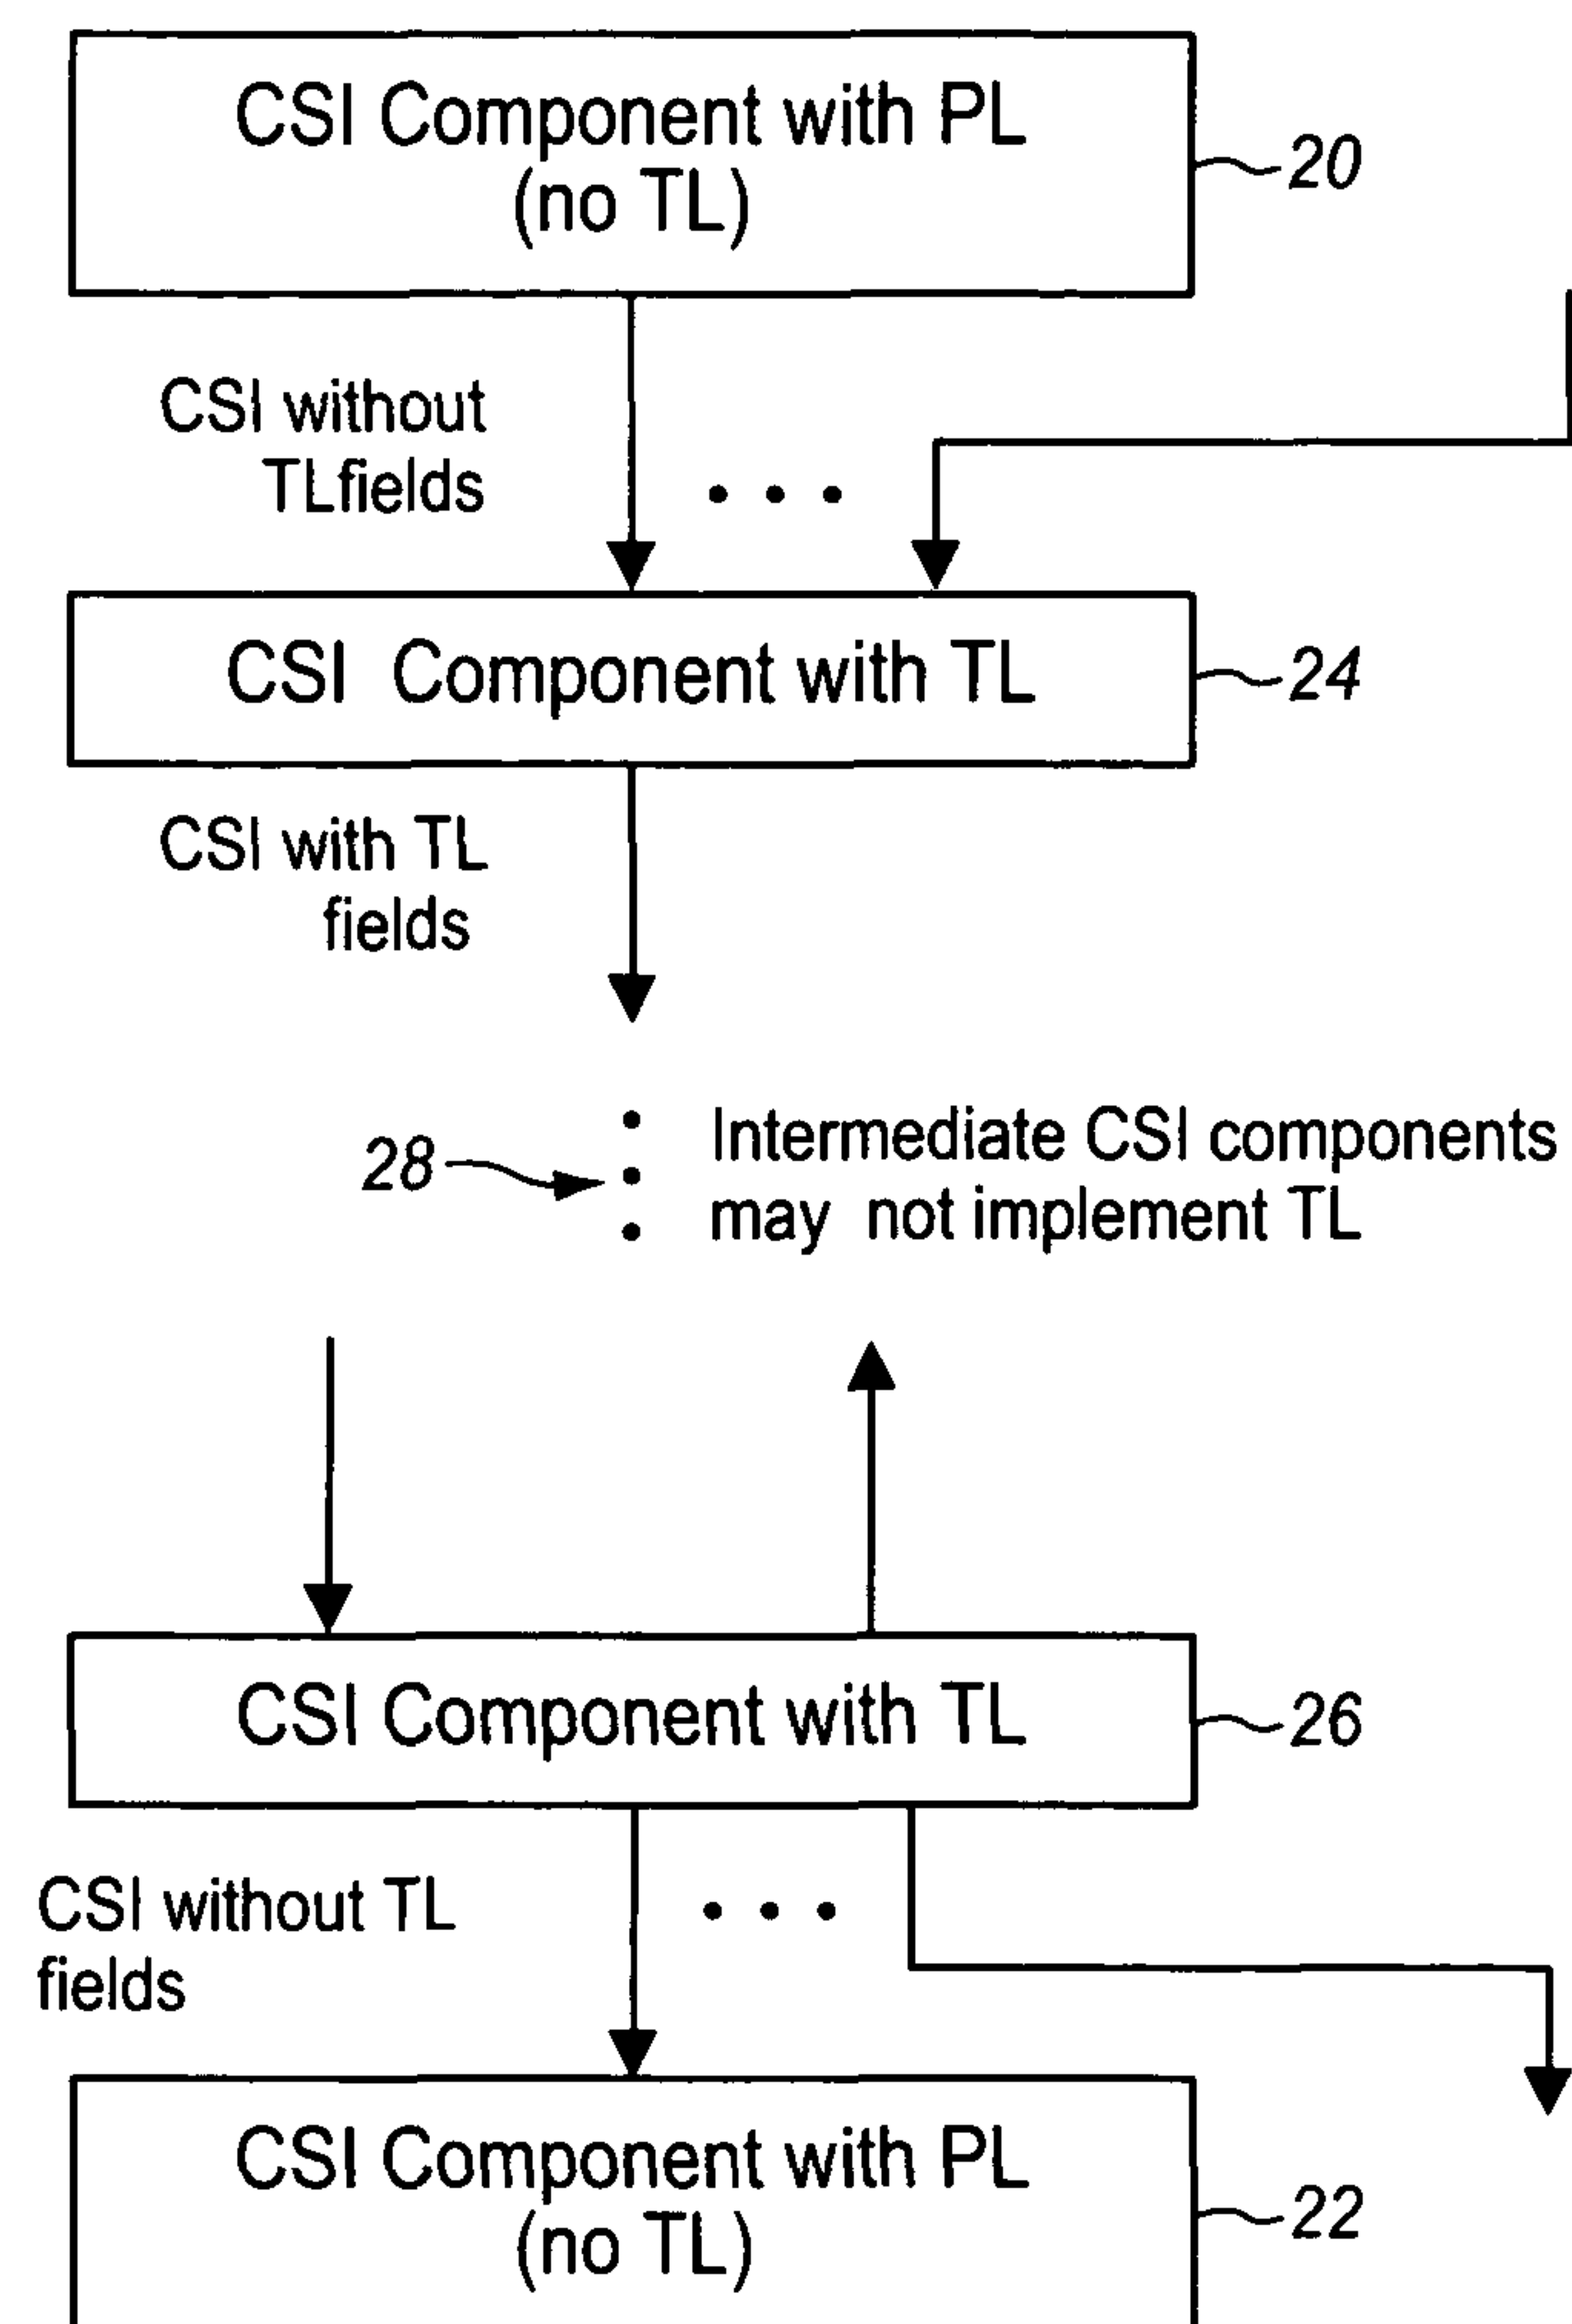 CSI Component with PL
(no TL)
20
CSI without
TLfields
CSI Component with TL
24
CSI with TL
fields
28
Intermediate CSI components
may not implement TL
CSI Component with TL
26
CSI without TL
fields
CSI Component with PL
(no TL)
22